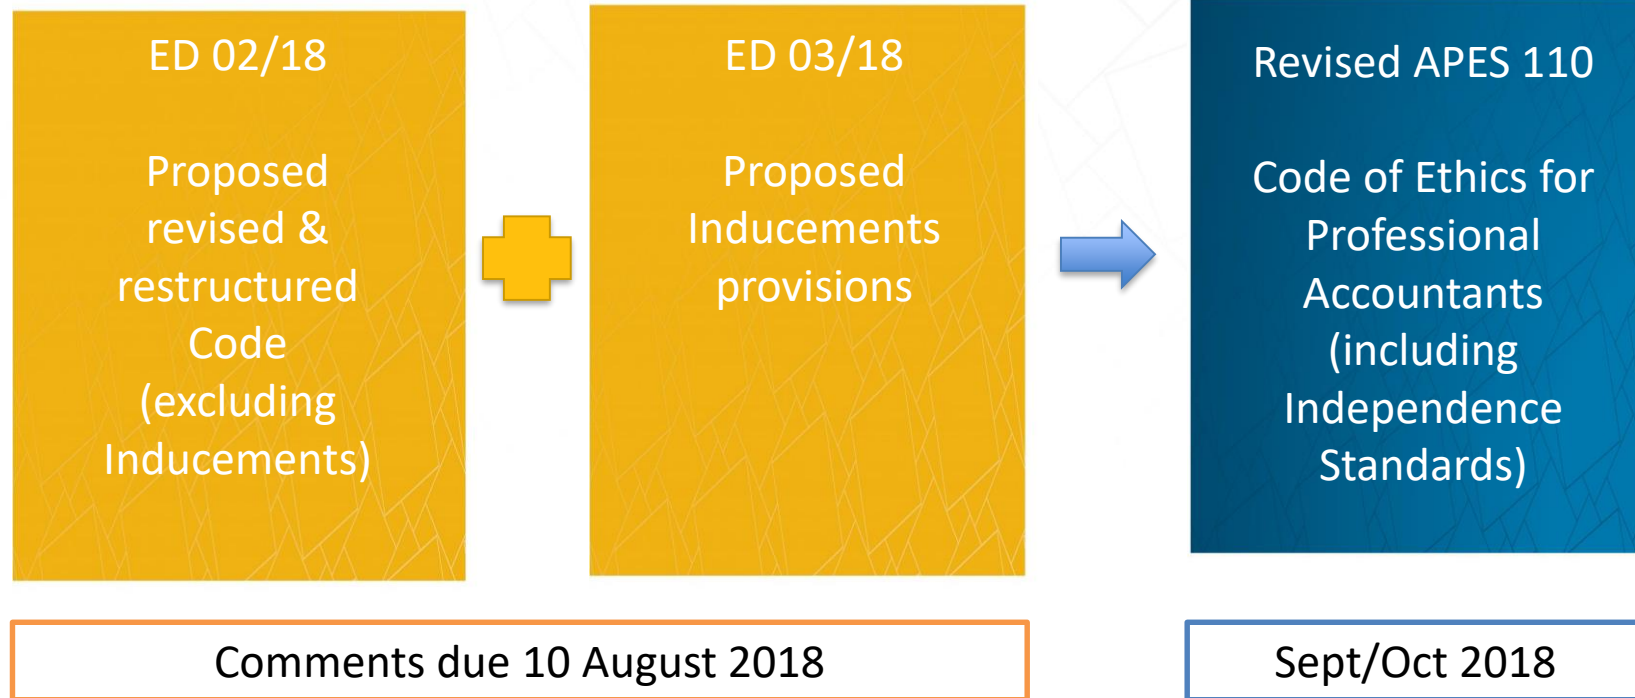 ED 02/18
Proposed
revised &
restructured
Code
(excluding
Inducements)
ED 03/18
Proposed
Inducements
provisions
Revised APES 110
Code of Ethics for
Professional
Accountants
(including
Independence
Standards)
Comments due 10 August 2018
Sept/Oct 2018